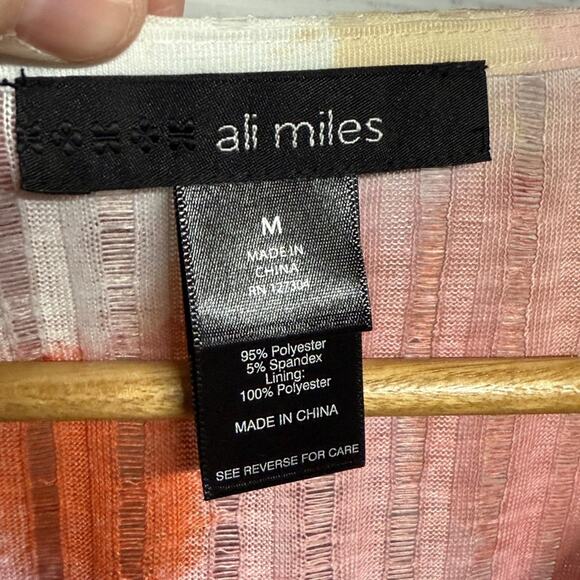 ali miles
M
MADE IN
CHINA
RN 127304
95% Polyester
5% Spandex
Lining:
100% Polyester
MADE IN CHINA
SEE REVERSE FOR CARE